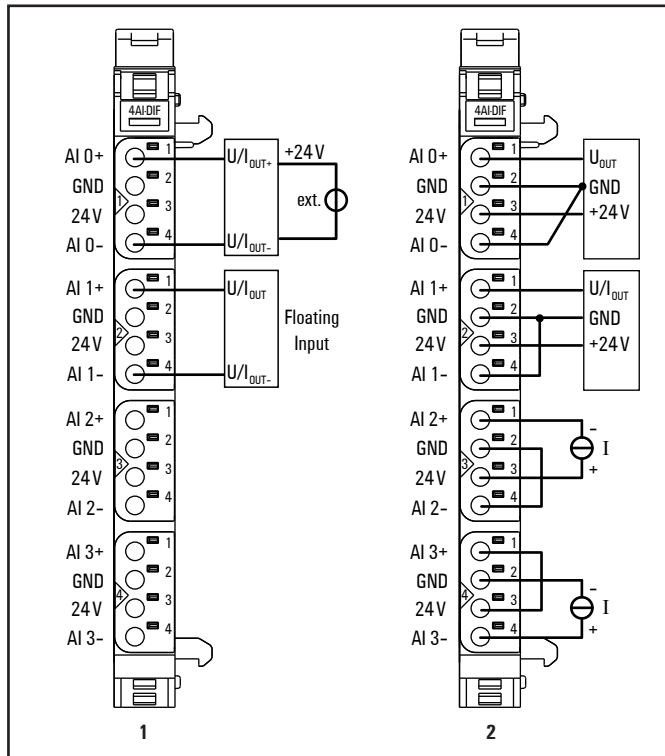 4AI-DIF
AI 0+ 1 U/I_OUT+ +24 V
GND 2
1
24 V 3 ext.
AI 0- 4 U/I_OUT-
AI 1+ 1 U/I_OUT
GND 2 Floating
2
24 V 3 Input
AI 1- 4 U/I_OUT-
AI 2+ 1
GND 2
3
24 V 3
AI 2- 4
AI 3+ 1
GND 2
4
24 V 3
AI 3- 4
1
4AI-DIF
AI 0+ 1 U_OUT
GND 2 GND
1
24 V 3 +24 V
AI 0- 4
AI 1+ 1 U/I_OUT
GND 2 GND
2
24 V 3 +24 V
AI 1- 4
AI 2+ 1 -
GND 2 I
3
24 V 3 +
AI 2- 4
AI 3+ 1
GND 2 -
4
24 V 3 I
AI 3- 4 +
2